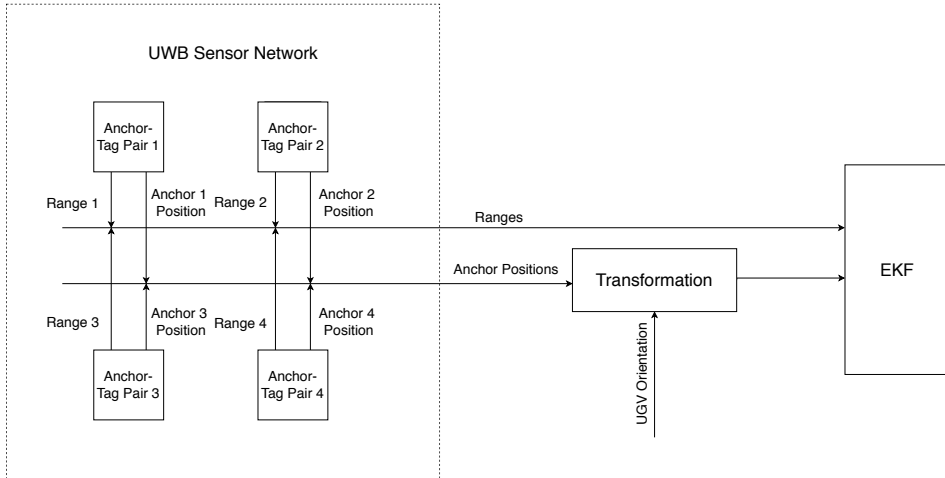 UWB Sensor Network
Anchor-
Tag Pair 1
Anchor-
Tag Pair 2
Range 1
Anchor 1
Position
Range 2
Anchor 2
Position
Ranges
Anchor Positions
Transformation
EKF
Range 3
Anchor 3
Position
Range 4
Anchor 4
Position
Anchor-
Tag Pair 3
Anchor-
Tag Pair 4
UGV Orientation